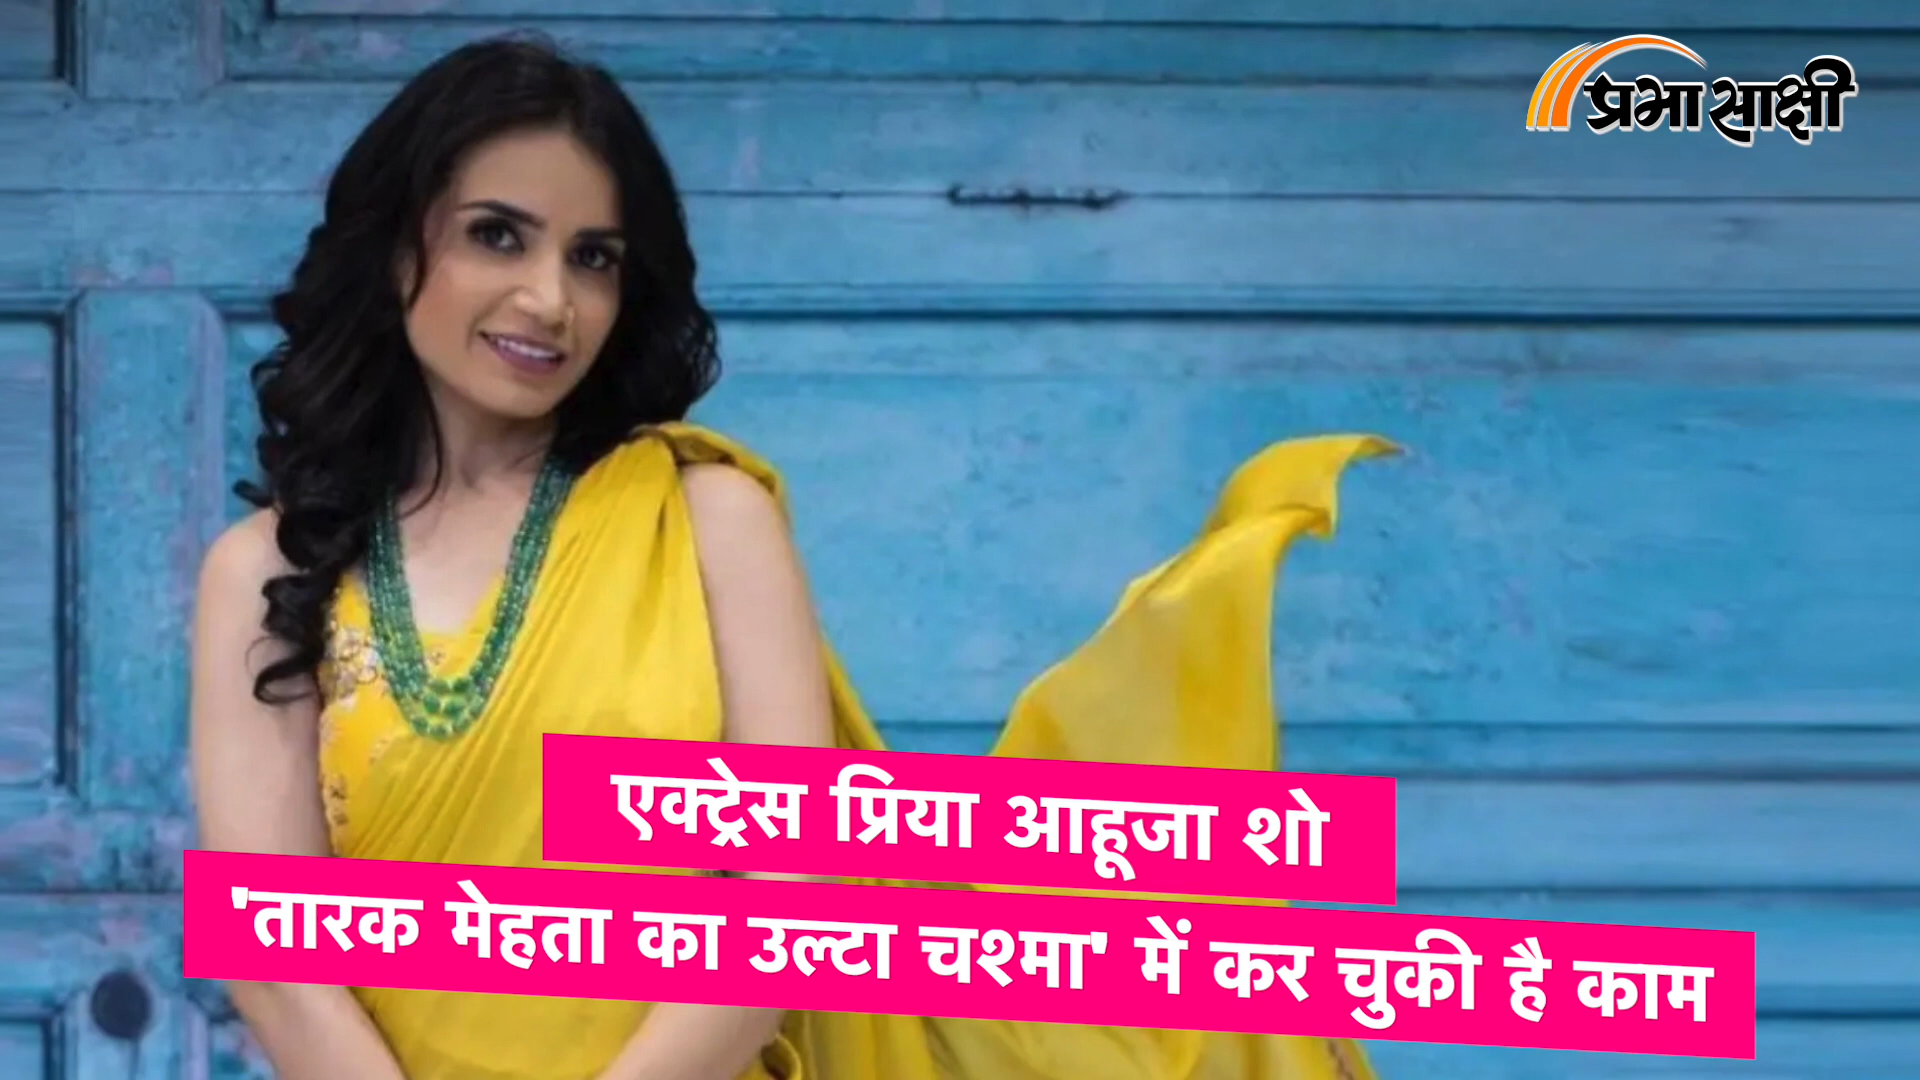 प्रभासाक्षी
एक्ट्रेस प्रिया आहूजा शो
'तारक मेहता का उल्टा चश्मा' में कर चुकी है काम